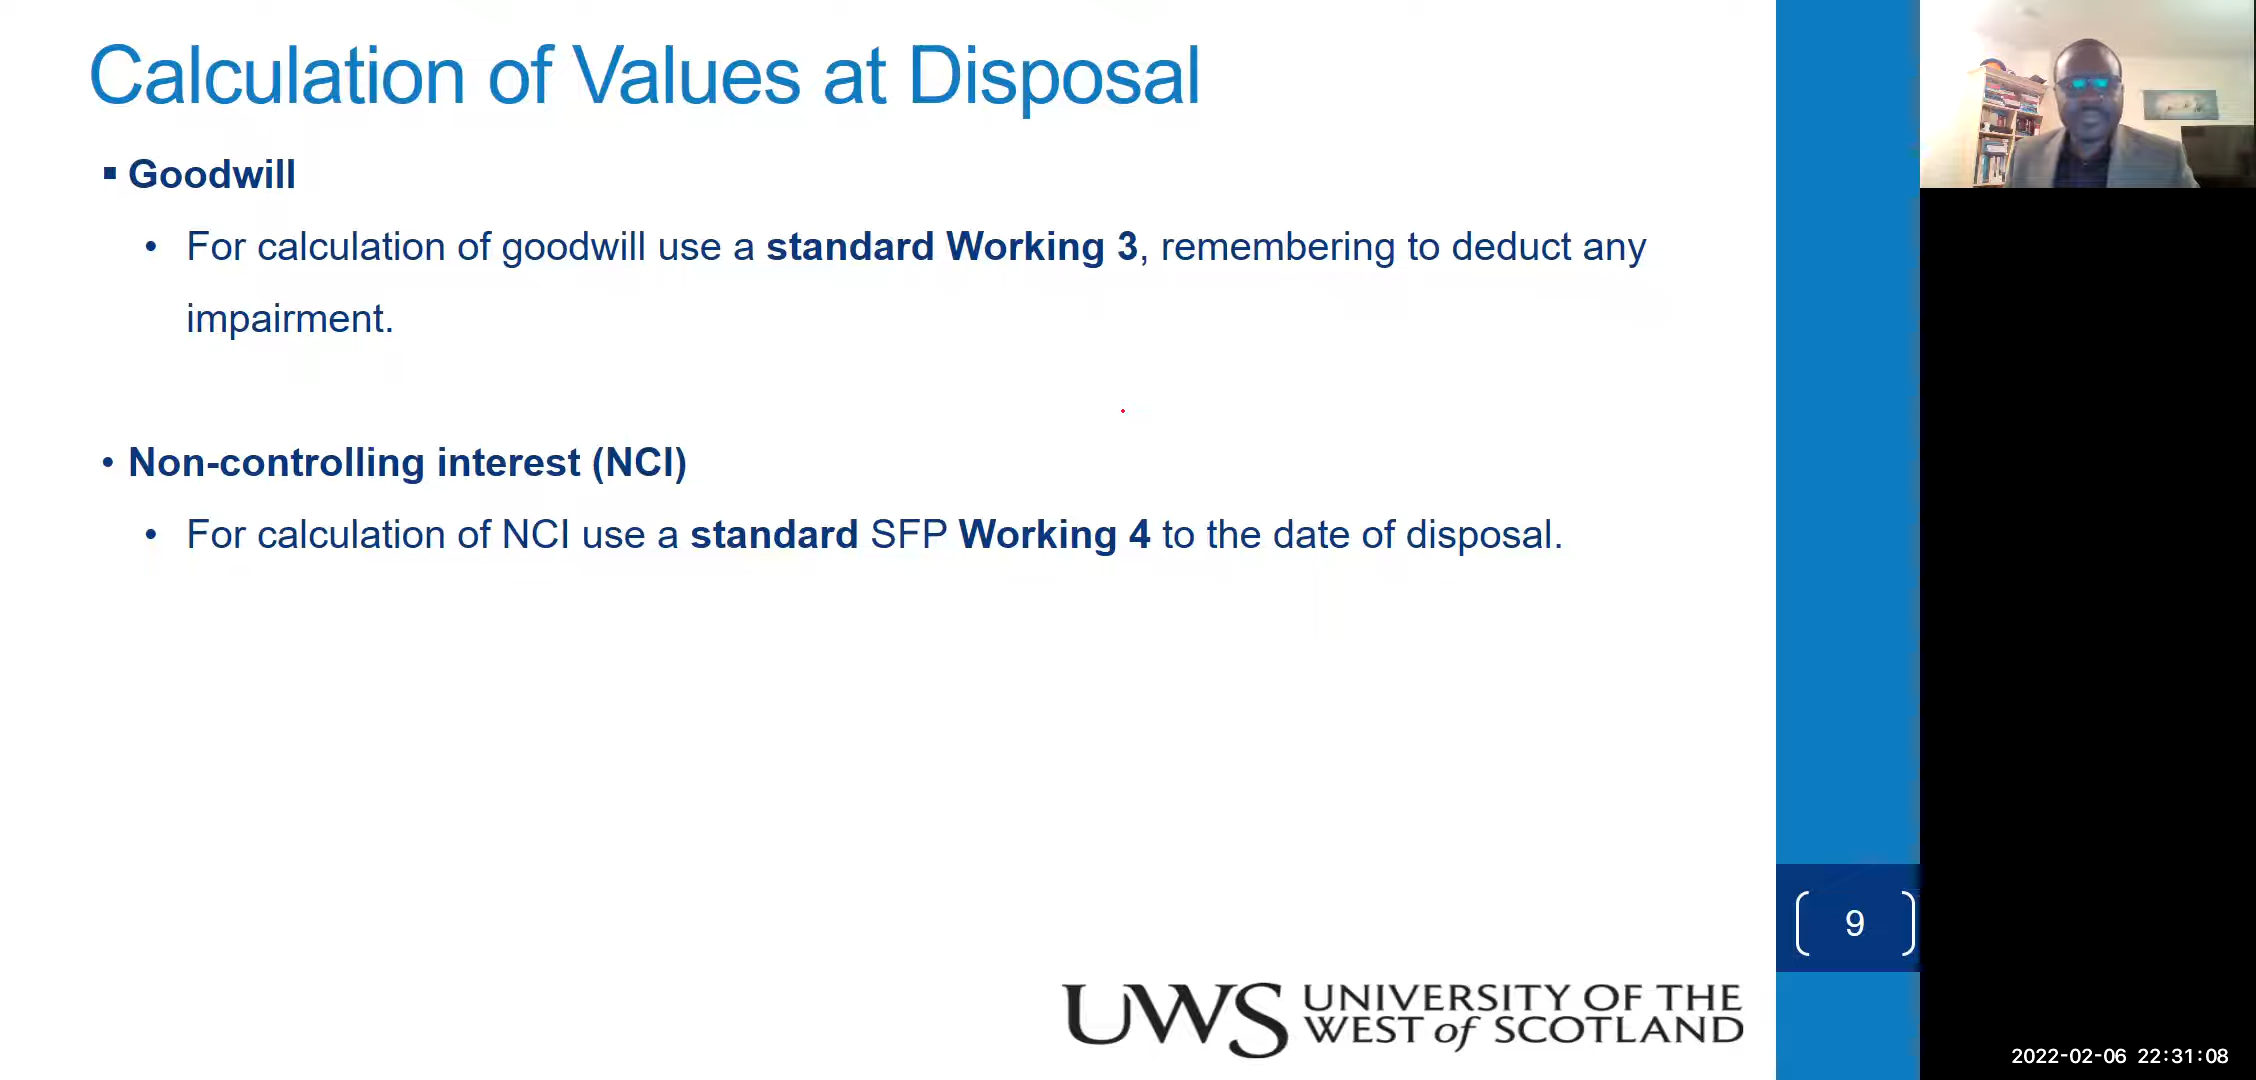 Calculation of Values at Disposal
▪ Goodwill
• For calculation of goodwill use a standard Working 3, remembering to deduct any
impairment.
• Non-controlling interest (NCI)
• For calculation of NCI use a standard SFP Working 4 to the date of disposal.
9
UWS UNIVERSITY OF THE
WEST of SCOTLAND
2022-02-06 22:31:08